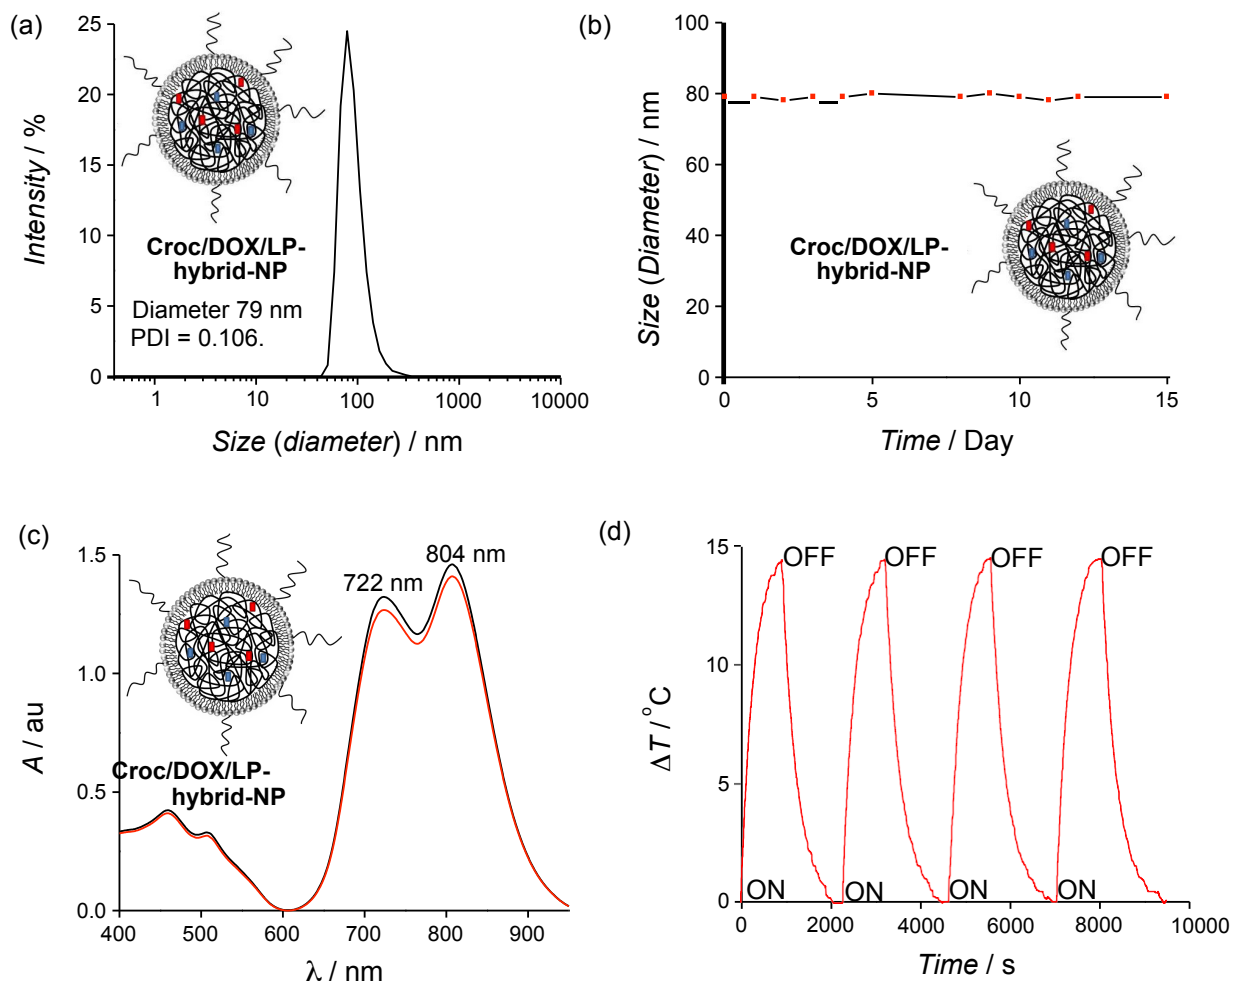 (a)
25
20
15
10
5
0
Intensity / %
Croc/DOX/LP-
hybrid-NP
Diameter 79 nm
PDI = 0.106.
1
10
100
1000
10000
Size (diameter) / nm
(b)
100
80
60
40
20
0
Size (Diameter) / nm
Croc/DOX/LP-
hybrid-NP
0
5
10
15
Time / Day
(c)
1.5
1.0
0.5
0.0
A / au
722 nm
804 nm
Croc/DOX/LP-
hybrid-NP
400
500
600
700
800
900
λ / nm
(d)
15
10
5
0
ΔT / °C
OFF
OFF
OFF
OFF
ON
ON
ON
ON
0
2000
4000
6000
8000
10000
Time / s